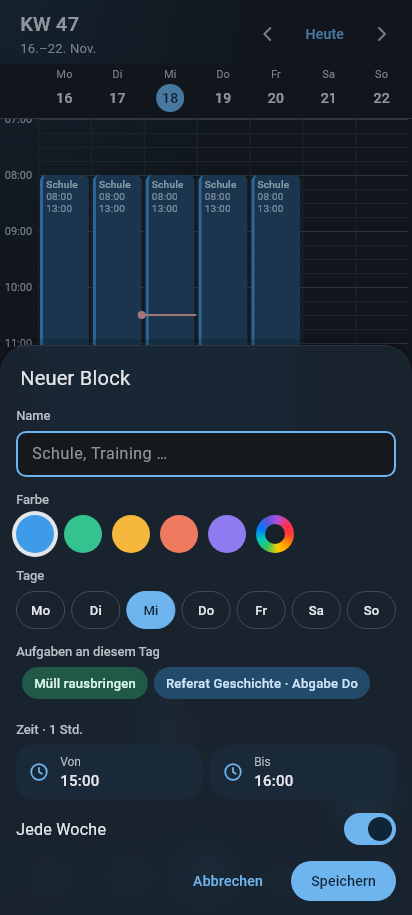 KW 47
16.–22. Nov.
Heute
Mo Di Mi Do Fr Sa So
16 17 18 19 20 21 22
07:00
08:00
Schule Schule Schule Schule Schule
08:00 08:00 08:00 08:00 08:00
13:00 13:00 13:00 13:00 13:00
09:00
10:00
11:00
Neuer Block
Name
Schule, Training …
Farbe
Tage
Mo Di Mi Do Fr Sa So
Aufgaben an diesem Tag
Müll rausbringen Referat Geschichte · Abgabe Do
Zeit · 1 Std.
Von Bis
15:00 16:00
Jede Woche
Abbrechen Speichern